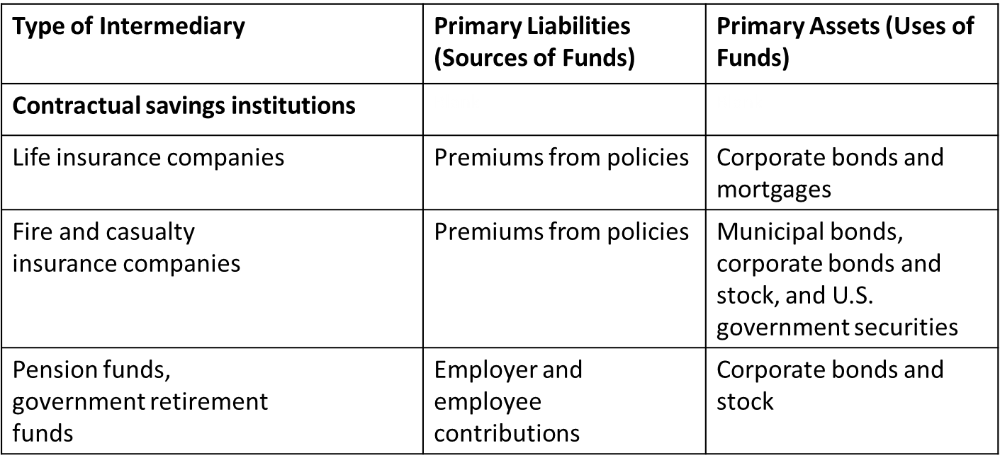 Type of Intermediary
Primary Liabilities
(Sources of Funds)
Primary Assets (Uses of
Funds)
Contractual savings institutions
Life insurance companies
Premiums from policies
Corporate bonds and
mortgages
Fire and casualty
insurance companies
Premiums from policies
Municipal bonds,
corporate bonds and
stock, and U.S.
government securities
Pension funds,
government retirement
funds
Employer and
employee
contributions
Corporate bonds and
stock